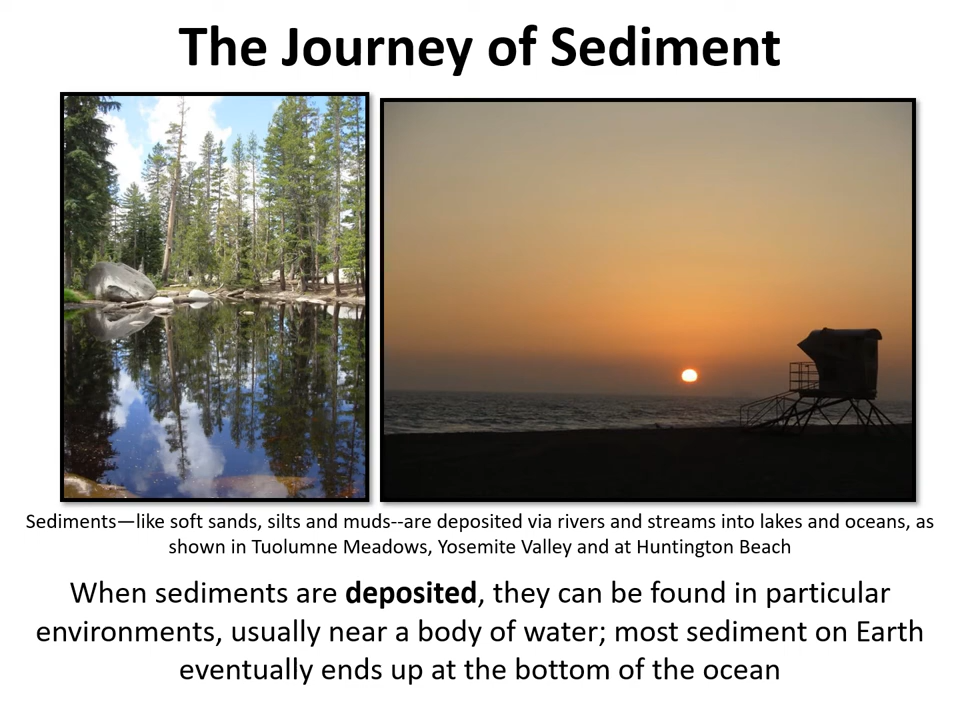 The Journey of Sediment
Sediments—like soft sands, silts and muds--are deposited via rivers and streams into lakes and oceans, as
shown in Tuolumne Meadows, Yosemite Valley and at Huntington Beach
When sediments are deposited, they can be found in particular
environments, usually near a body of water; most sediment on Earth
eventually ends up at the bottom of the ocean